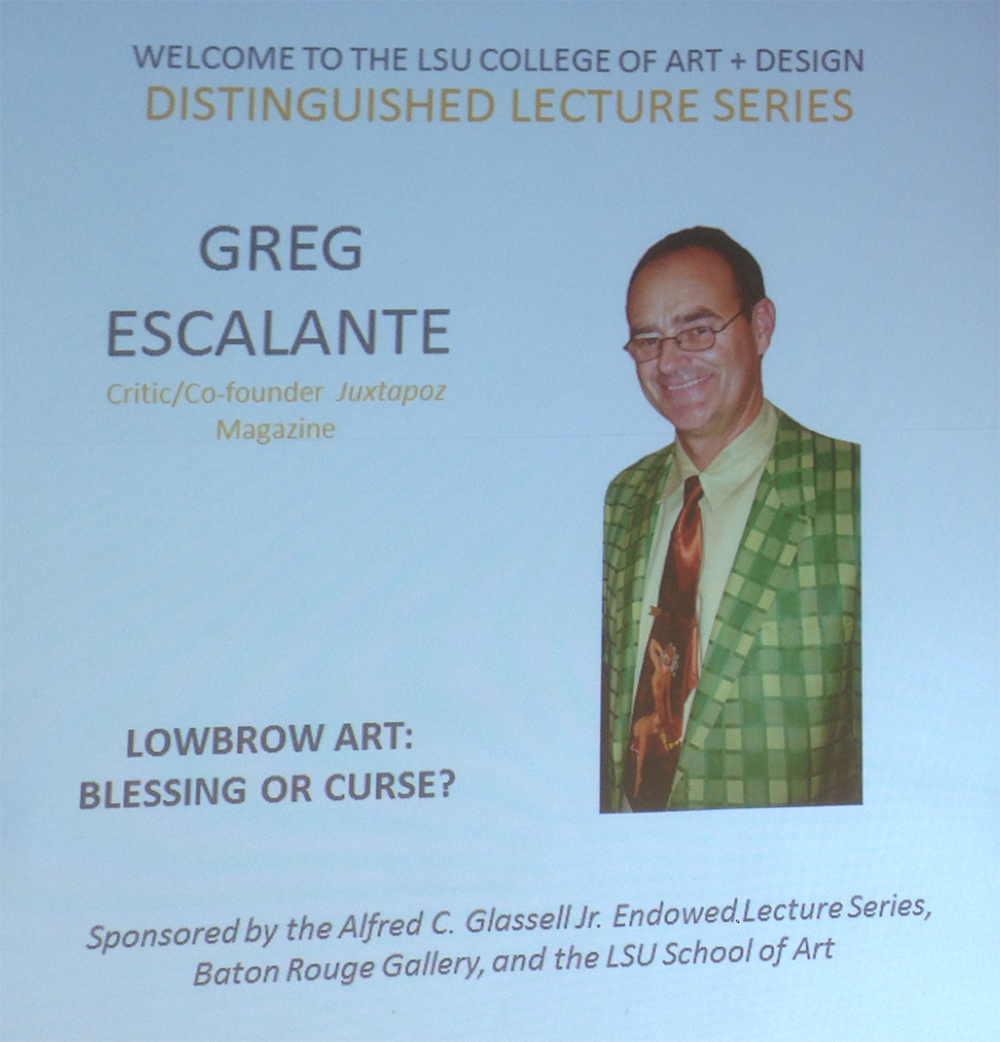 WELCOME TO THE LSU COLLEGE OF ART + DESIGN
DISTINGUISHED LECTURE SERIES
GREG
ESCALANTE
Critic/Co-founder Juxtapoz
Magazine
LOWBROW ART:
BLESSING OR CURSE?
Sponsored by the Alfred C. Glassell Jr. Endowed Lecture Series,
Baton Rouge Gallery, and the LSU School of Art